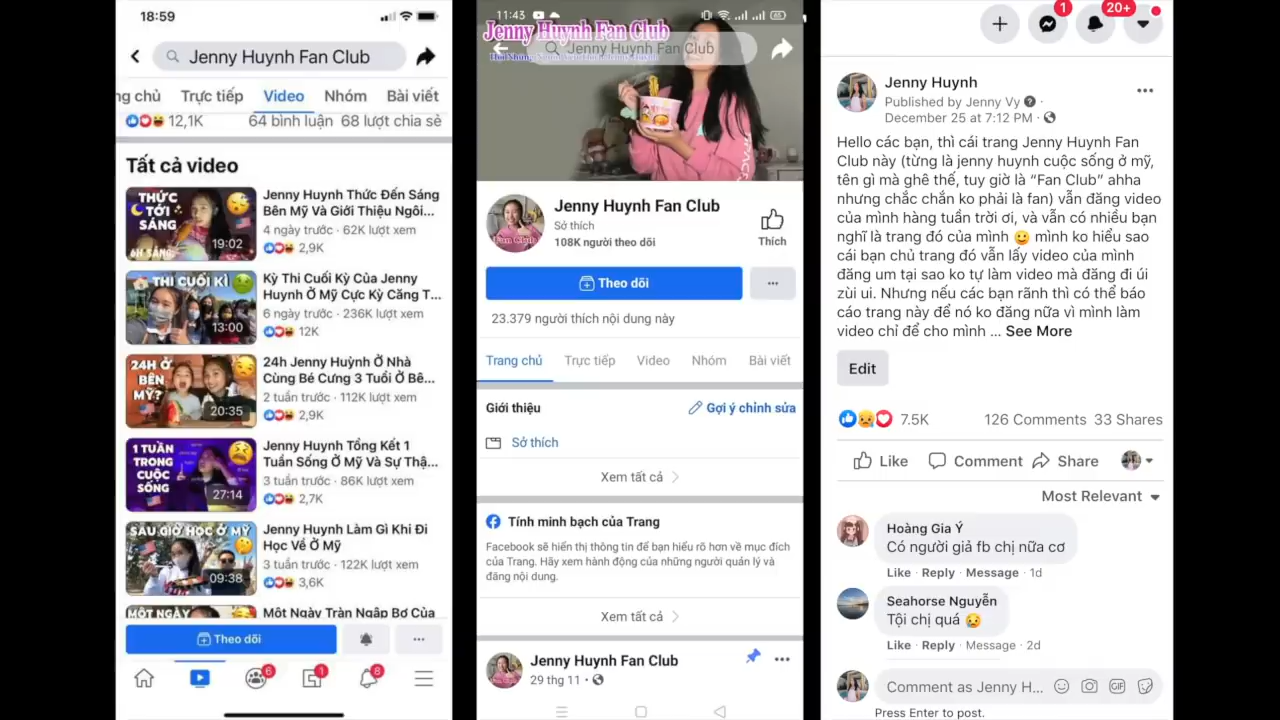 18:59
Jenny Huynh Fan Club
ng chủ Trực tiếp Video Nhóm Bài viết
12,1K 64 bình luận 68 lượt chia sẻ
Tất cả video
THỨC TỚI SÁNG
6H SÁNG
19:02
Jenny Huynh Thức Đến Sáng
Bên Mỹ Và Giới Thiệu Ngôi...
4 ngày trước · 62K lượt xem
2,9K
THI CUỐI KÌ
13:00
Kỳ Thi Cuối Kỳ Của Jenny
Huynh Ở Mỹ Cực Kỳ Căng T...
6 ngày trước · 236K lượt xem
12K
24H Ở BÊN MỸ?
20:35
24h Jenny Huỳnh Ở Nhà
Cùng Bé Cưng 3 Tuổi Ở Bê...
2 tuần trước · 112K lượt xem
2,9K
1 TUẦN TRONG CUỘC SỐNG
27:14
Jenny Huynh Tổng Kết 1
Tuần Sống Ở Mỹ Và Sự Thậ...
3 tuần trước · 86K lượt xem
2,7K
SAU GIỜ HỌC Ở MỸ
09:38
Jenny Huynh Làm Gì Khi Đi
Học Về Ở Mỹ
3 tuần trước · 122K lượt xem
3,6K
MỘT NGÀY
Một Ngày Tràn Ngập Bơ Của
Theo dõi
6
1
8
11:43
Jenny Huynh Fan Club
Jenny Huynh Fan Club
Jenny Huynh Fan Club
Fan Club
Sở thích
108K người theo dõi
Thích
Theo dõi
23.379 người thích nội dung này
Trang chủ Trực tiếp Video Nhóm Bài viết
Giới thiệu Gợi ý chỉnh sửa
Sở thích
Xem tất cả
Tính minh bạch của Trang
Facebook sẽ hiển thị thông tin để bạn hiểu rõ hơn về mục đích
của Trang. Hãy xem hành động của những người quản lý và
đăng nội dung.
Xem tất cả
Jenny Huynh Fan Club
29 thg 11 ·
1
20+
Jenny Huynh
Published by Jenny Vy ·
December 25 at 7:12 PM ·
Hello các bạn, thì cái trang Jenny Huynh Fan
Club này (từng là jenny huynh cuộc sống ở mỹ,
tên gì mà ghê thế, tuy giờ là “Fan Club” ahha
nhưng chắc chắn ko phải là fan) vẫn đăng video
của mình hàng tuần trời ơi, và vẫn có nhiều bạn
nghĩ là trang đó của mình 🙂 mình ko hiểu sao
cái bạn chủ trang đó vẫn lấy video của mình
đăng um tại sao ko tự làm video mà đăng đi úi
zùi ui. Nhưng nếu các bạn rãnh thì có thể báo
cáo trang này để nó ko đăng nữa vì mình làm
video chỉ để cho mình ... See More
Edit
7.5K 126 Comments 33 Shares
Like Comment Share
Most Relevant
Hoàng Gia Ý
Có người giả fb chị nữa cơ
Like · Reply · Message · 1d
Seahorse Nguyễn
Tội chị quá 😥
Like · Reply · Message · 2d
Comment as Jenny H...
GIF
Press Enter to post.